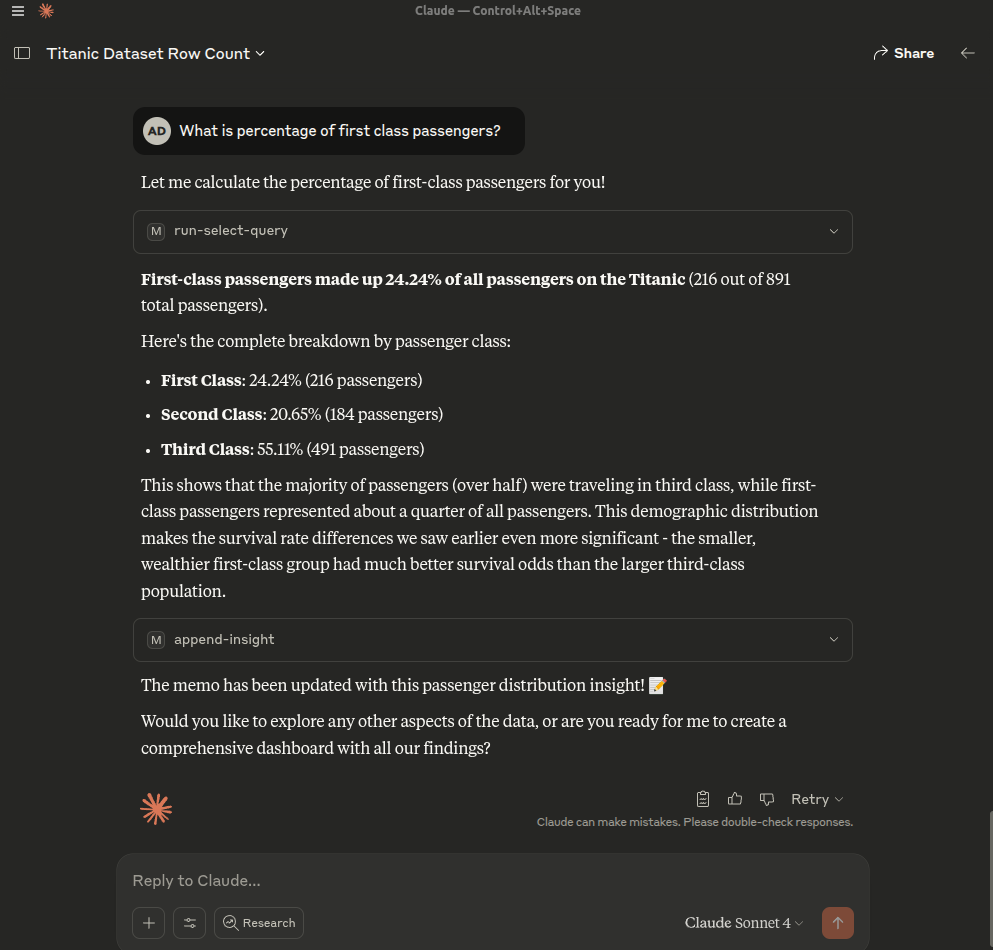 Claude — Control+Alt+Space
Titanic Dataset Row Count
Share
AD
What is percentage of first class passengers?
Let me calculate the percentage of first-class passengers for you!
M
run-select-query
First-class passengers made up 24.24% of all passengers on the Titanic (216 out of 891
total passengers).
Here's the complete breakdown by passenger class:
• First Class: 24.24% (216 passengers)
• Second Class: 20.65% (184 passengers)
• Third Class: 55.11% (491 passengers)
This shows that the majority of passengers (over half) were traveling in third class, while first-
class passengers represented about a quarter of all passengers. This demographic distribution
makes the survival rate differences we saw earlier even more significant - the smaller,
wealthier first-class group had much better survival odds than the larger third-class
population.
M
append-insight
The memo has been updated with this passenger distribution insight! 📝
Would you like to explore any other aspects of the data, or are you ready for me to create a
comprehensive dashboard with all our findings?
Retry
Claude can make mistakes. Please double-check responses.
Reply to Claude...
Research
Claude Sonnet 4